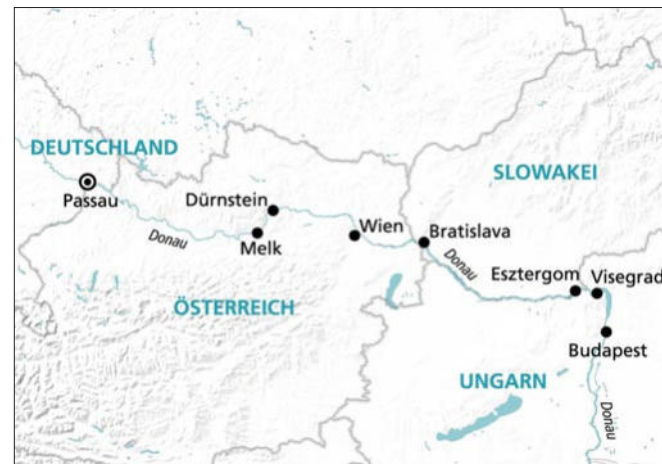 DEUTSCHLAND
Passau
Donau
Dürnstein
Melk
Wien
ÖSTERREICH
SLOWAKEI
Bratislava
Donau
Esztergom
Visegrad
Budapest
UNGARN
Donau